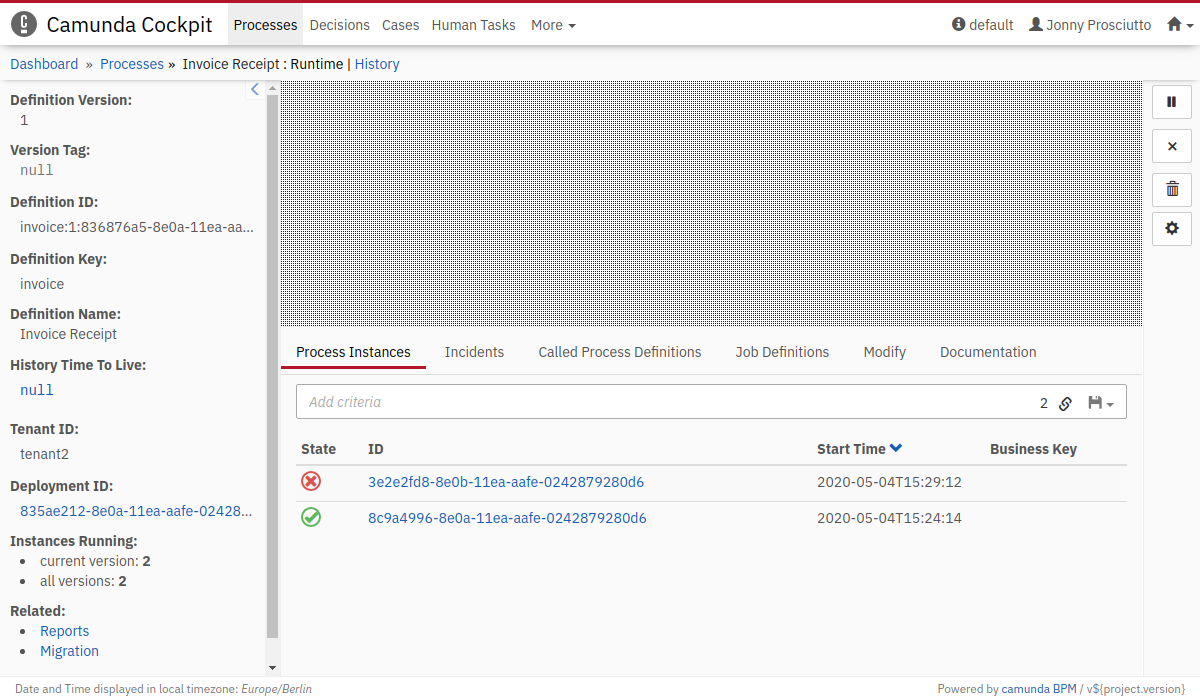 Camunda Cockpit Processes Decisions Cases Human Tasks More default Jonny Prosciutto
Dashboard » Processes » Invoice Receipt : Runtime | History
Definition Version:
1
Version Tag:
null
Definition ID:
invoice:1:836876a5-8e0a-11ea-aa...
Definition Key:
invoice
Definition Name:
Invoice Receipt
History Time To Live:
null
Tenant ID:
tenant2
Deployment ID:
835ae212-8e0a-11ea-aafe-02428...
Instances Running:
current version: 2
all versions: 2
Related:
Reports
Migration
Process Instances Incidents Called Process Definitions Job Definitions Modify Documentation
Add criteria 2
State ID Start Time Business Key
3e2e2fd8-8e0b-11ea-aafe-0242879280d6 2020-05-04T15:29:12
8c9a4996-8e0a-11ea-aafe-0242879280d6 2020-05-04T15:24:14
Date and Time displayed in local timezone: Europe/Berlin Powered by camunda BPM / v${project.version}